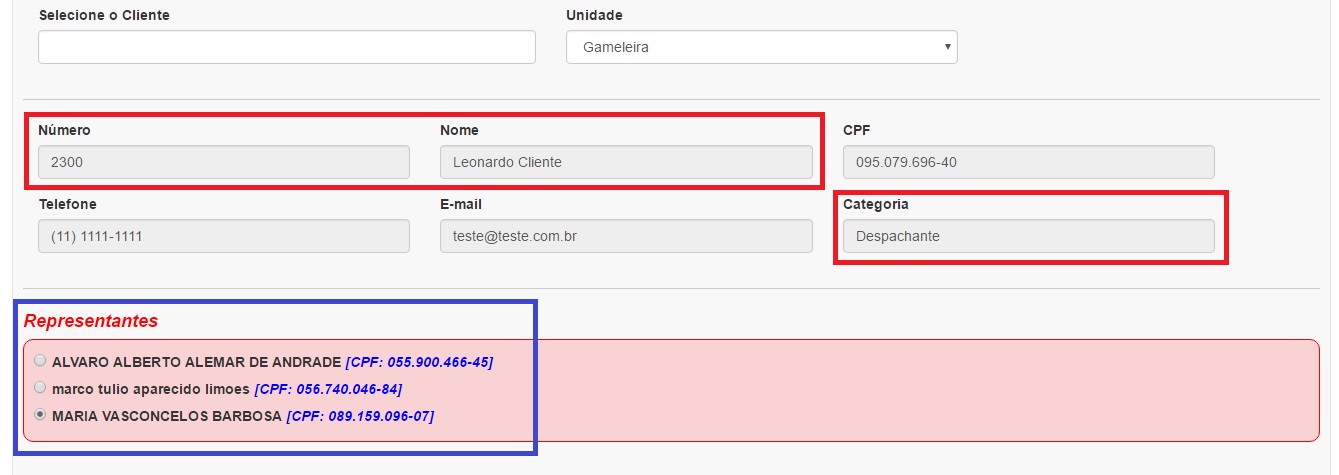 Selecione o Cliente Unidade
Gameleira
Número Nome CPF
2300 Leonardo Cliente 095.079.696-40
Telefone E-mail Categoria
(11) 1111-1111 teste@teste.com.br Despachante
Representantes
ALVARO ALBERTO ALEMAR DE ANDRADE [CPF: 055.900.466-45]
marco tulio aparecido limoes [CPF: 056.740.046-84]
MARIA VASCONCELOS BARBOSA [CPF: 089.159.096-07]